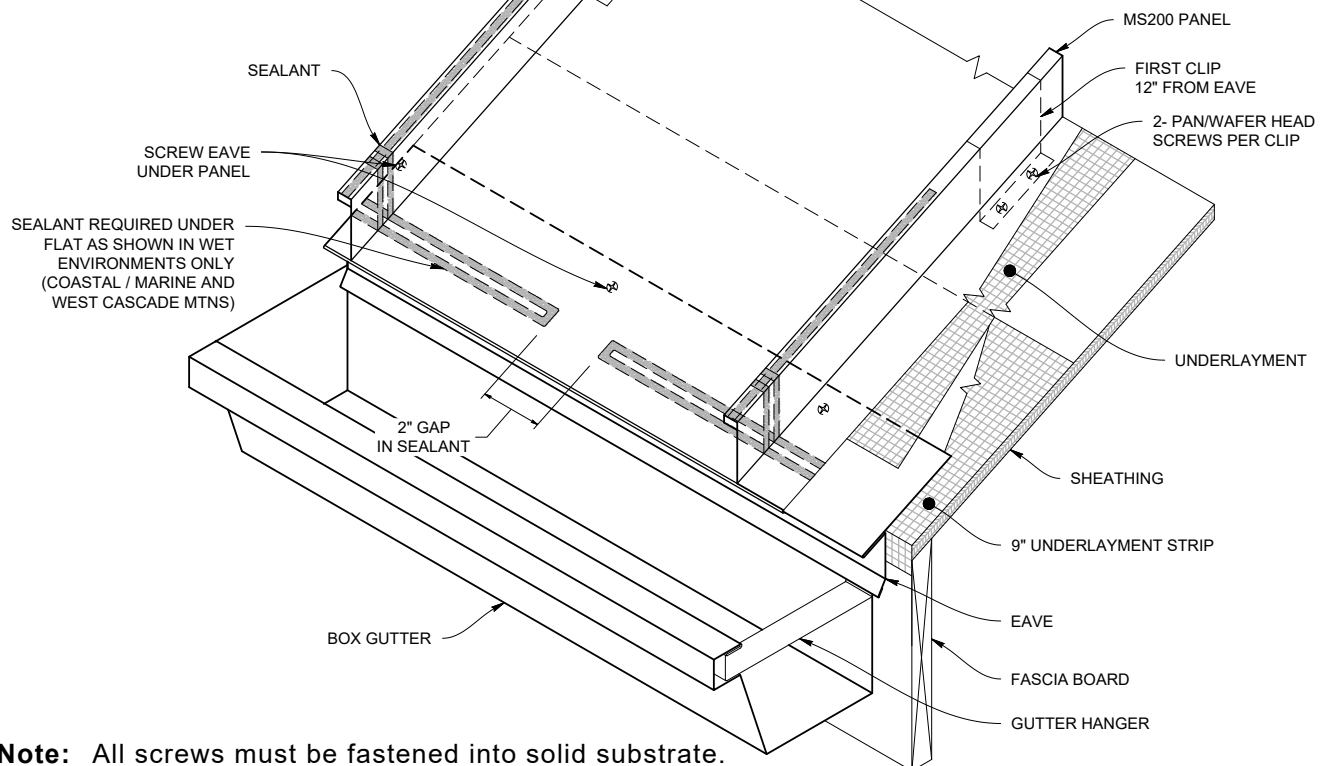 MS200 PANEL
SEALANT
FIRST CLIP
12" FROM EAVE
2- PAN/WAFER HEAD
SCREWS PER CLIP
SCREW EAVE
UNDER PANEL
SEALANT REQUIRED UNDER
FLAT AS SHOWN IN WET
ENVIRONMENTS ONLY
(COASTAL / MARINE AND
WEST CASCADE MTNS)
UNDERLAYMENT
2" GAP
IN SEALANT
SHEATHING
9" UNDERLAYMENT STRIP
EAVE
BOX GUTTER
FASCIA BOARD
GUTTER HANGER
Note: All screws must be fastened into solid substrate.